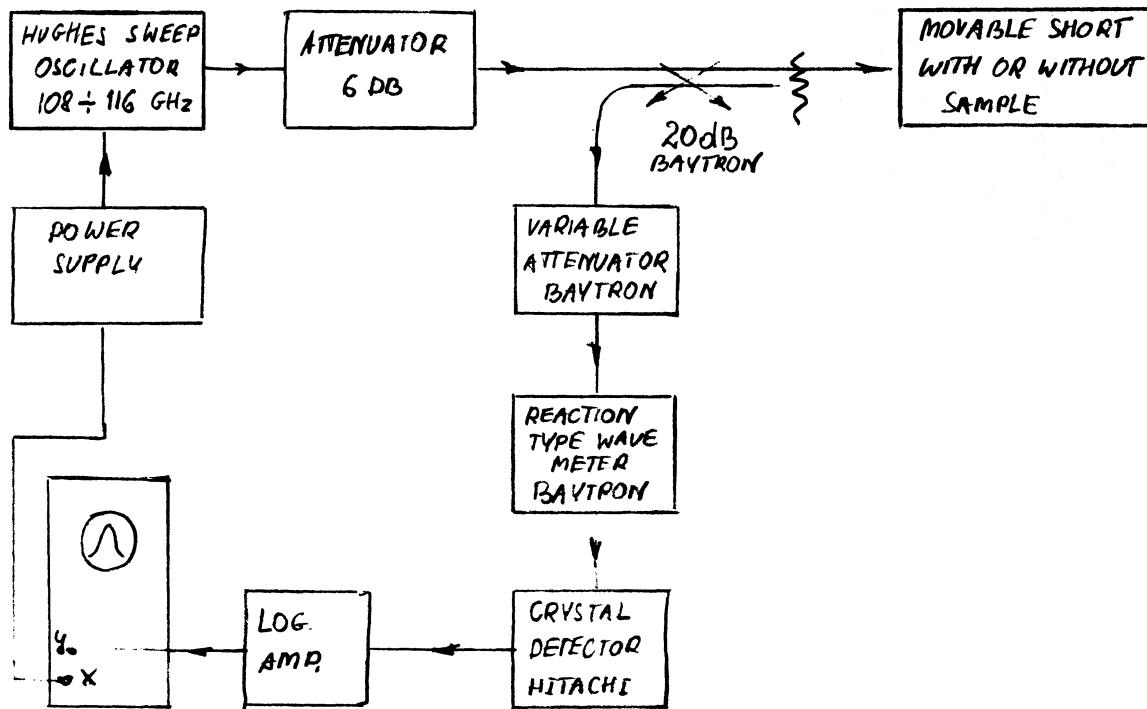 HUGHES SWEEP
OSCILLATOR
108 ÷ 116 GHz
ATTENUATOR
6 DB
MOVABLE SHORT
WITH OR WITHOUT
SAMPLE
20dB
BAYTRON
POWER
SUPPLY
VARIABLE
ATTENUATOR
BAYTRON
REACTION
TYPE WAVE
METER
BAYTRON
CRYSTAL
DETECTOR
HITACHI
LOG.
AMP.
y
X